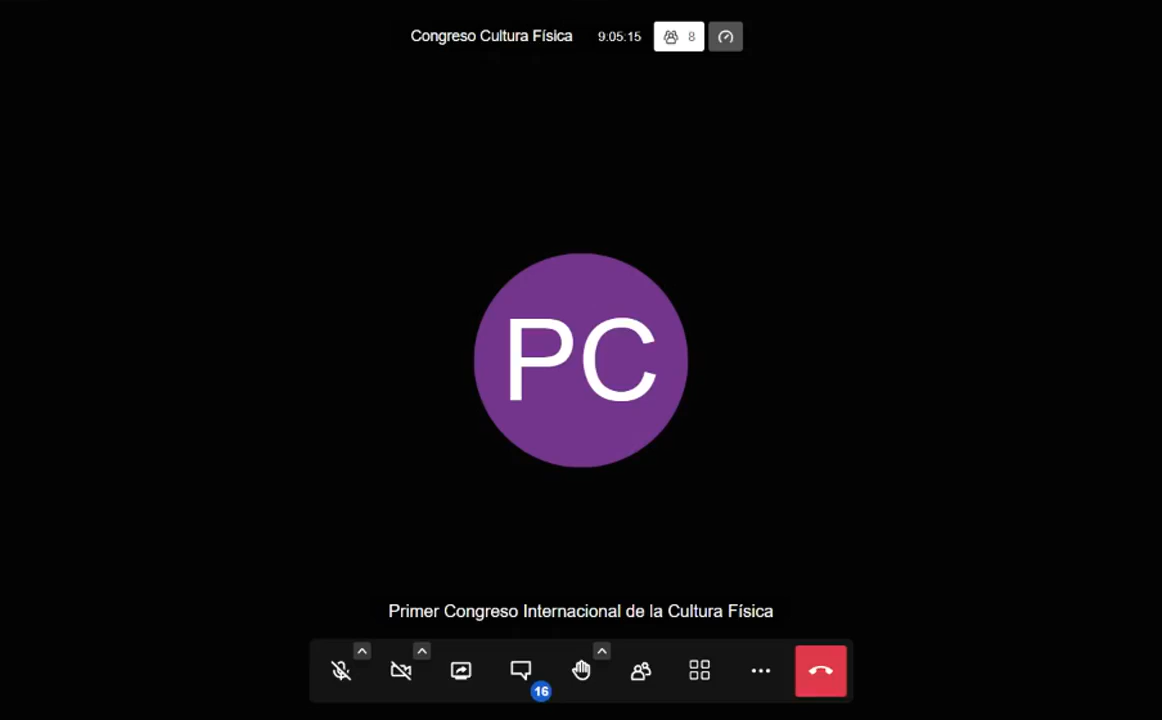 Congreso Cultura Física 9:05:15 8
PC
Primer Congreso Internacional de la Cultura Física
16